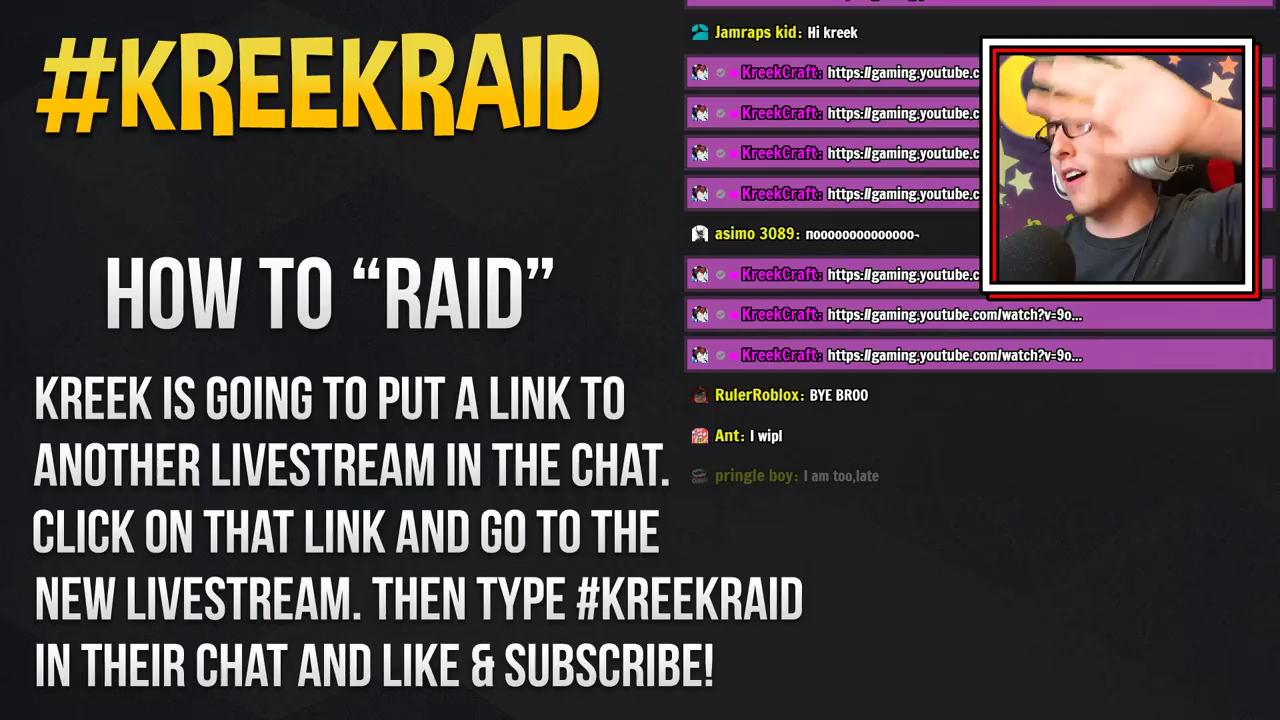 #KREEKRAID
HOW TO “RAID”
KREEK IS GOING TO PUT A LINK TO
ANOTHER LIVESTREAM IN THE CHAT.
CLICK ON THAT LINK AND GO TO THE
NEW LIVESTREAM. THEN TYPE #KREEKRAID
IN THEIR CHAT AND LIKE & SUBSCRIBE!
Jamraps kid: Hi kreek
KreekCraft: https://gaming.youtube.c
KreekCraft: https://gaming.youtube.c
KreekCraft: https://gaming.youtube.c
KreekCraft: https://gaming.youtube.c
asimo 3089: noooooooooooooo-
KreekCraft: https://gaming.youtube.c
KreekCraft: https://gaming.youtube.com/watch?v=9o...
KreekCraft: https://gaming.youtube.com/watch?v=9o...
RulerRoblox: BYE BROO
Ant: I wipl
pringle boy: I am too,late